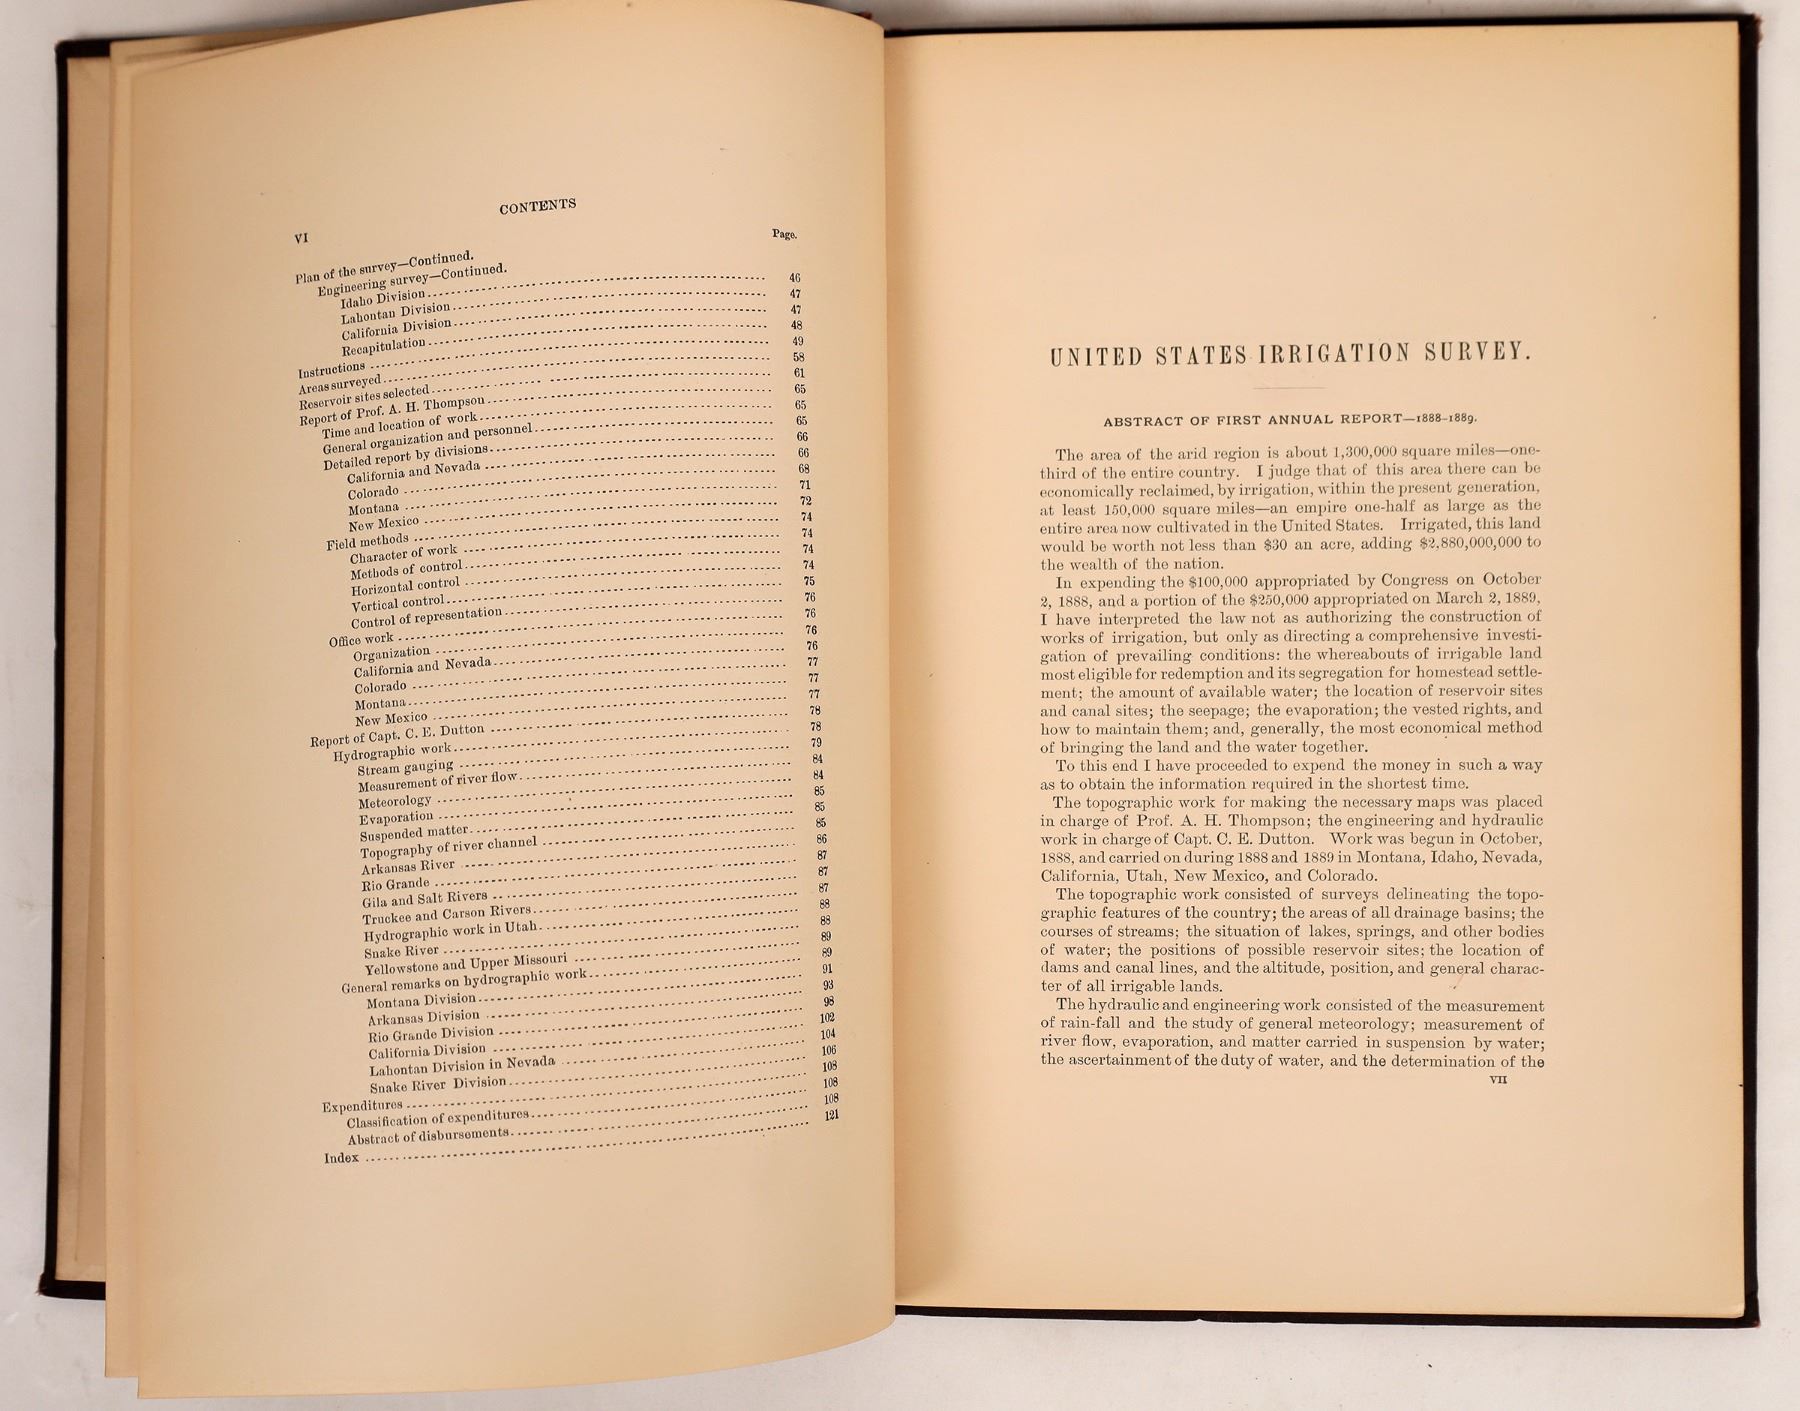 CONTENTS
VI
Page.
Plan of the survey—Continued.
Engineering survey—Continued.
Idaho Division 46
Lahontan Division 47
California Division 47
Recapitulation 48
Instructions 49
Areas surveyed 58
Reservoir sites selected 61
Report of Prof. A. H. Thompson 65
Time and location of work 65
General organization and personnel 65
Detailed report by divisions 66
California and Nevada 66
Colorado 68
Montana 71
New Mexico 72
Field methods 74
Character of work 74
Methods of control 74
Horizontal control 74
Vertical control 75
Control of representation 76
Office work 76
Organization 76
California and Nevada 76
Colorado 77
Montana 77
New Mexico 77
Report of Capt. C. E. Dutton 78
Hydrographic work 78
Stream gauging 79
Measurement of river flow 84
Meteorology 84
Evaporation 85
Suspended matter 85
Topography of river channel 85
Arkansas River 86
Rio Grande 87
Gila and Salt Rivers 87
Truckee and Carson Rivers 87
Hydrographic work in Utah 88
Snake River 88
Yellowstone and Upper Missouri 89
General remarks on hydrographic work 89
Montana Division 91
Arkansas Division 93
Rio Grande Division 98
California Division 102
Lahontan Division in Nevada 104
Snake River Division 106
Expenditures 108
Classification of expenditures 108
Abstract of disbursements 108
Index 121
UNITED STATES IRRIGATION SURVEY.
ABSTRACT OF FIRST ANNUAL REPORT—1888-1889.
The area of the arid region is about 1,300,000 square miles—one-
third of the entire country. I judge that of this area there can be
economically reclaimed, by irrigation, within the present generation,
at least 150,000 square miles—an empire one-half as large as the
entire area now cultivated in the United States. Irrigated, this land
would be worth not less than $30 an acre, adding $2,880,000,000 to
the wealth of the nation.
In expending the $100,000 appropriated by Congress on October
2, 1888, and a portion of the $250,000 appropriated on March 2, 1889,
I have interpreted the law not as authorizing the construction of
works of irrigation, but only as directing a comprehensive investi-
gation of prevailing conditions: the whereabouts of irrigable land
most eligible for redemption and its segregation for homestead settle-
ment; the amount of available water; the location of reservoir sites
and canal sites; the seepage; the evaporation; the vested rights, and
how to maintain them; and, generally, the most economical method
of bringing the land and the water together.
To this end I have proceeded to expend the money in such a way
as to obtain the information required in the shortest time.
The topographic work for making the necessary maps was placed
in charge of Prof. A. H. Thompson; the engineering and hydraulic
work in charge of Capt. C. E. Dutton. Work was begun in October,
1888, and carried on during 1888 and 1889 in Montana, Idaho, Nevada,
California, Utah, New Mexico, and Colorado.
The topographic work consisted of surveys delineating the topo-
graphic features of the country; the areas of all drainage basins; the
courses of streams; the situation of lakes, springs, and other bodies
of water; the positions of possible reservoir sites; the location of
dams and canal lines, and the altitude, position, and general charac-
ter of all irrigable lands.
The hydraulic and engineering work consisted of the measurement
of rain-fall and the study of general meteorology; measurement of
river flow, evaporation, and matter carried in suspension by water;
the ascertainment of the duty of water, and the determination of the
VII